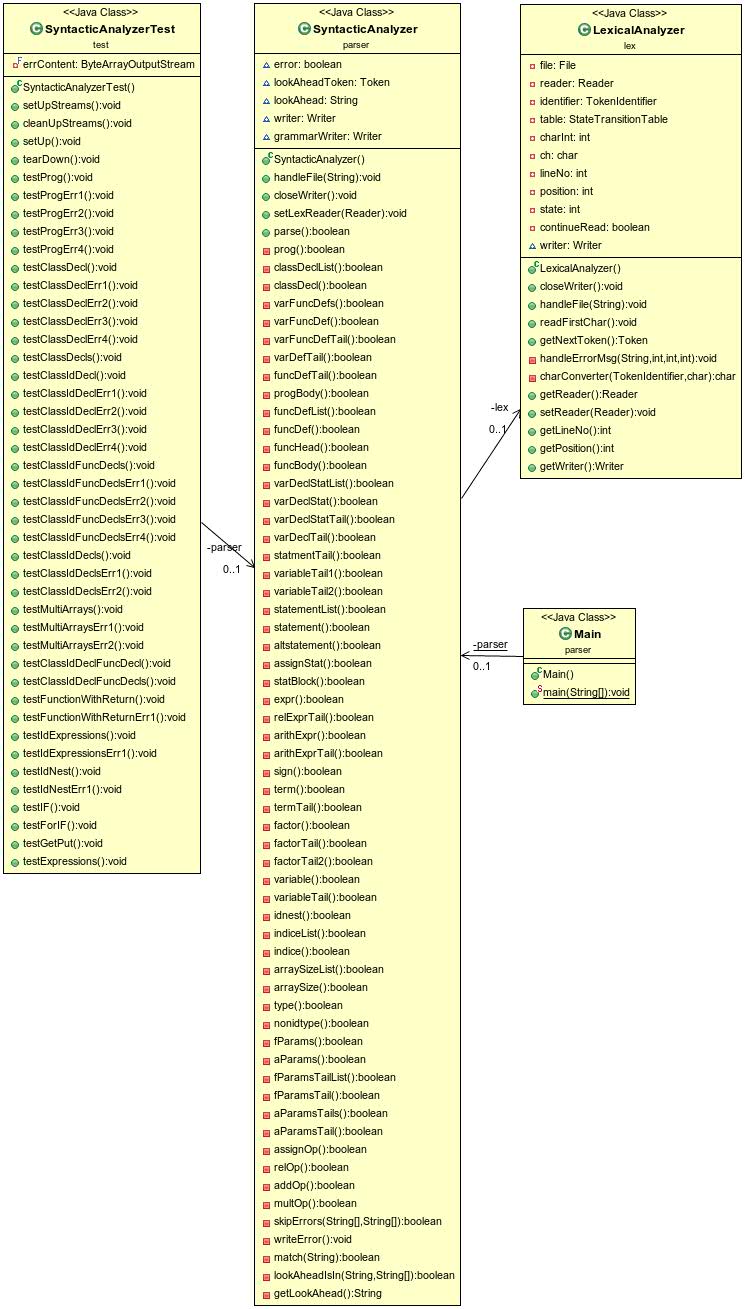 <<Java Class>>
SyntacticAnalyzerTest
test
errContent: ByteArrayOutputStream
SyntacticAnalyzerTest()
setUpStreams():void
cleanUpStreams():void
setUp():void
tearDown():void
testProg():void
testProgErr1():void
testProgErr2():void
testProgErr3():void
testProgErr4():void
testClassDecl():void
testClassDeclErr1():void
testClassDeclErr2():void
testClassDeclErr3():void
testClassDeclErr4():void
testClassDecls():void
testClassIdDecl():void
testClassIdDeclErr1():void
testClassIdDeclErr2():void
testClassIdDeclErr3():void
testClassIdDeclErr4():void
testClassIdFuncDecls():void
testClassIdFuncDeclsErr1():void
testClassIdFuncDeclsErr2():void
testClassIdFuncDeclsErr3():void
testClassIdFuncDeclsErr4():void
testClassIdDecls():void
testClassIdDeclsErr1():void
testClassIdDeclsErr2():void
testMultiArrays():void
testMultiArraysErr1():void
testMultiArraysErr2():void
testClassIdDeclFuncDecl():void
testClassIdDeclFuncDecls():void
testFunctionWithReturn():void
testFunctionWithReturnErr1():void
testIdExpressions():void
testIdExpressionsErr1():void
testIdNest():void
testIdNestErr1():void
testIF():void
testForIF():void
testGetPut():void
testExpressions():void
-parser
0..1
<<Java Class>>
SyntacticAnalyzer
parser
error: boolean
lookAheadToken: Token
lookAhead: String
writer: Writer
grammarWriter: Writer
SyntacticAnalyzer()
handleFile(String):void
closeWriter():void
setLexReader(Reader):void
parse():boolean
prog():boolean
classDeclList():boolean
classDecl():boolean
varFuncDefs():boolean
varFuncDef():boolean
varFuncDefTail():boolean
varDefTail():boolean
funcDefTail():boolean
progBody():boolean
funcDefList():boolean
funcDef():boolean
funcHead():boolean
funcBody():boolean
varDeclStatList():boolean
varDeclStat():boolean
varDeclStatTail():boolean
varDeclTail():boolean
statmentTail():boolean
variableTail1():boolean
variableTail2():boolean
statementList():boolean
statement():boolean
altstatement():boolean
assignStat():boolean
statBlock():boolean
expr():boolean
relExprTail():boolean
arithExpr():boolean
arithExprTail():boolean
sign():boolean
term():boolean
termTail():boolean
factor():boolean
factorTail():boolean
factorTail2():boolean
variable():boolean
variableTail():boolean
idnest():boolean
indiceList():boolean
indice():boolean
arraySizeList():boolean
arraySize():boolean
type():boolean
nonidtype():boolean
fParams():boolean
aParams():boolean
fParamsTailList():boolean
fParamsTail():boolean
aParamsTails():boolean
aParamsTail():boolean
assignOp():boolean
relOp():boolean
addOp():boolean
multOp():boolean
skipErrors(String[],String[]):boolean
writeError():void
match(String):boolean
lookAheadIsIn(String,String[]):boolean
getLookAhead():String
-lex
0..1
<<Java Class>>
LexicalAnalyzer
lex
file: File
reader: Reader
identifier: TokenIdentifier
table: StateTransitionTable
charInt: int
ch: char
lineNo: int
position: int
state: int
continueRead: boolean
writer: Writer
LexicalAnalyzer()
closeWriter():void
handleFile(String):void
readFirstChar():void
getNextToken():Token
handleErrorMsg(String,int,int,int):void
charConverter(TokenIdentifier,char):char
getReader():Reader
setReader(Reader):void
getLineNo():int
getPosition():int
getWriter():Writer
-parser
0..1
<<Java Class>>
Main
parser
Main()
main(String[]):void